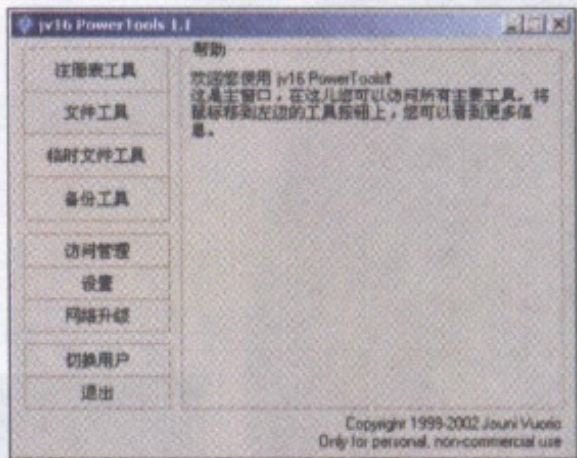 jv16 PowerTools 1.1
注册表工具
文件工具
临时文件工具
备份工具
访问管理
设置
网络升级
切换用户
退出
帮助
欢迎您使用 jv16 PowerTools!
这是主窗口，在这儿您可以访问所有主要工具。将
鼠标移到左边的工具按钮上，您可以看到更多信
息。
Copyright 1999-2002 Jouni Vuorio
Only for personal, non-commercial use